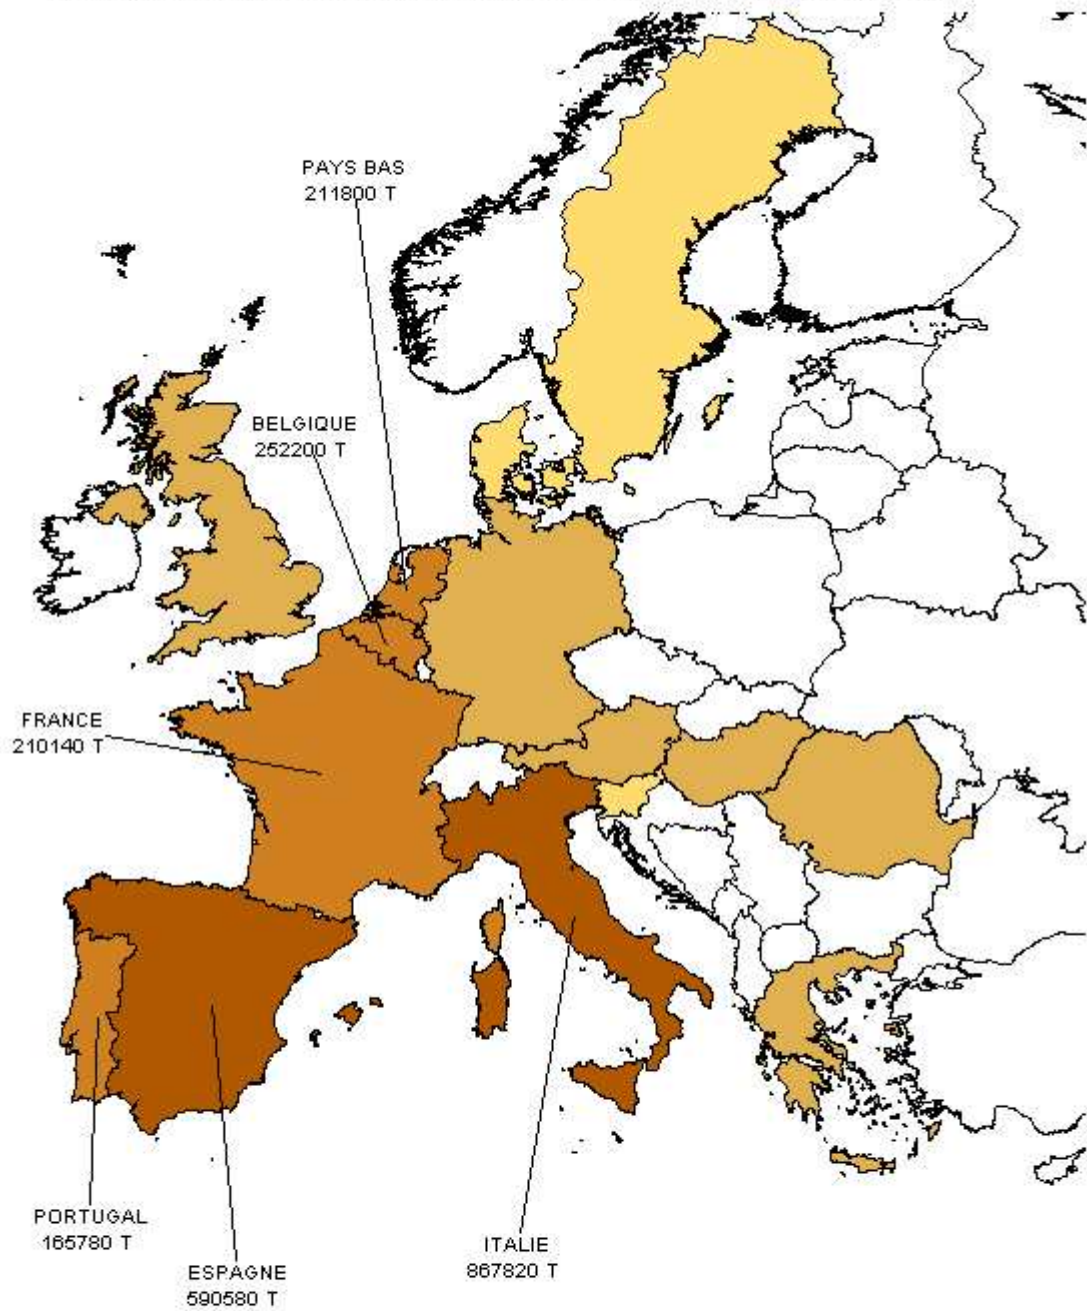 PAYS BAS
211800 T
BELGIQUE
252200 T
FRANCE
210140 T
PORTUGAL
165780 T
ESPAGNE
590580 T
ITALIE
867820 T